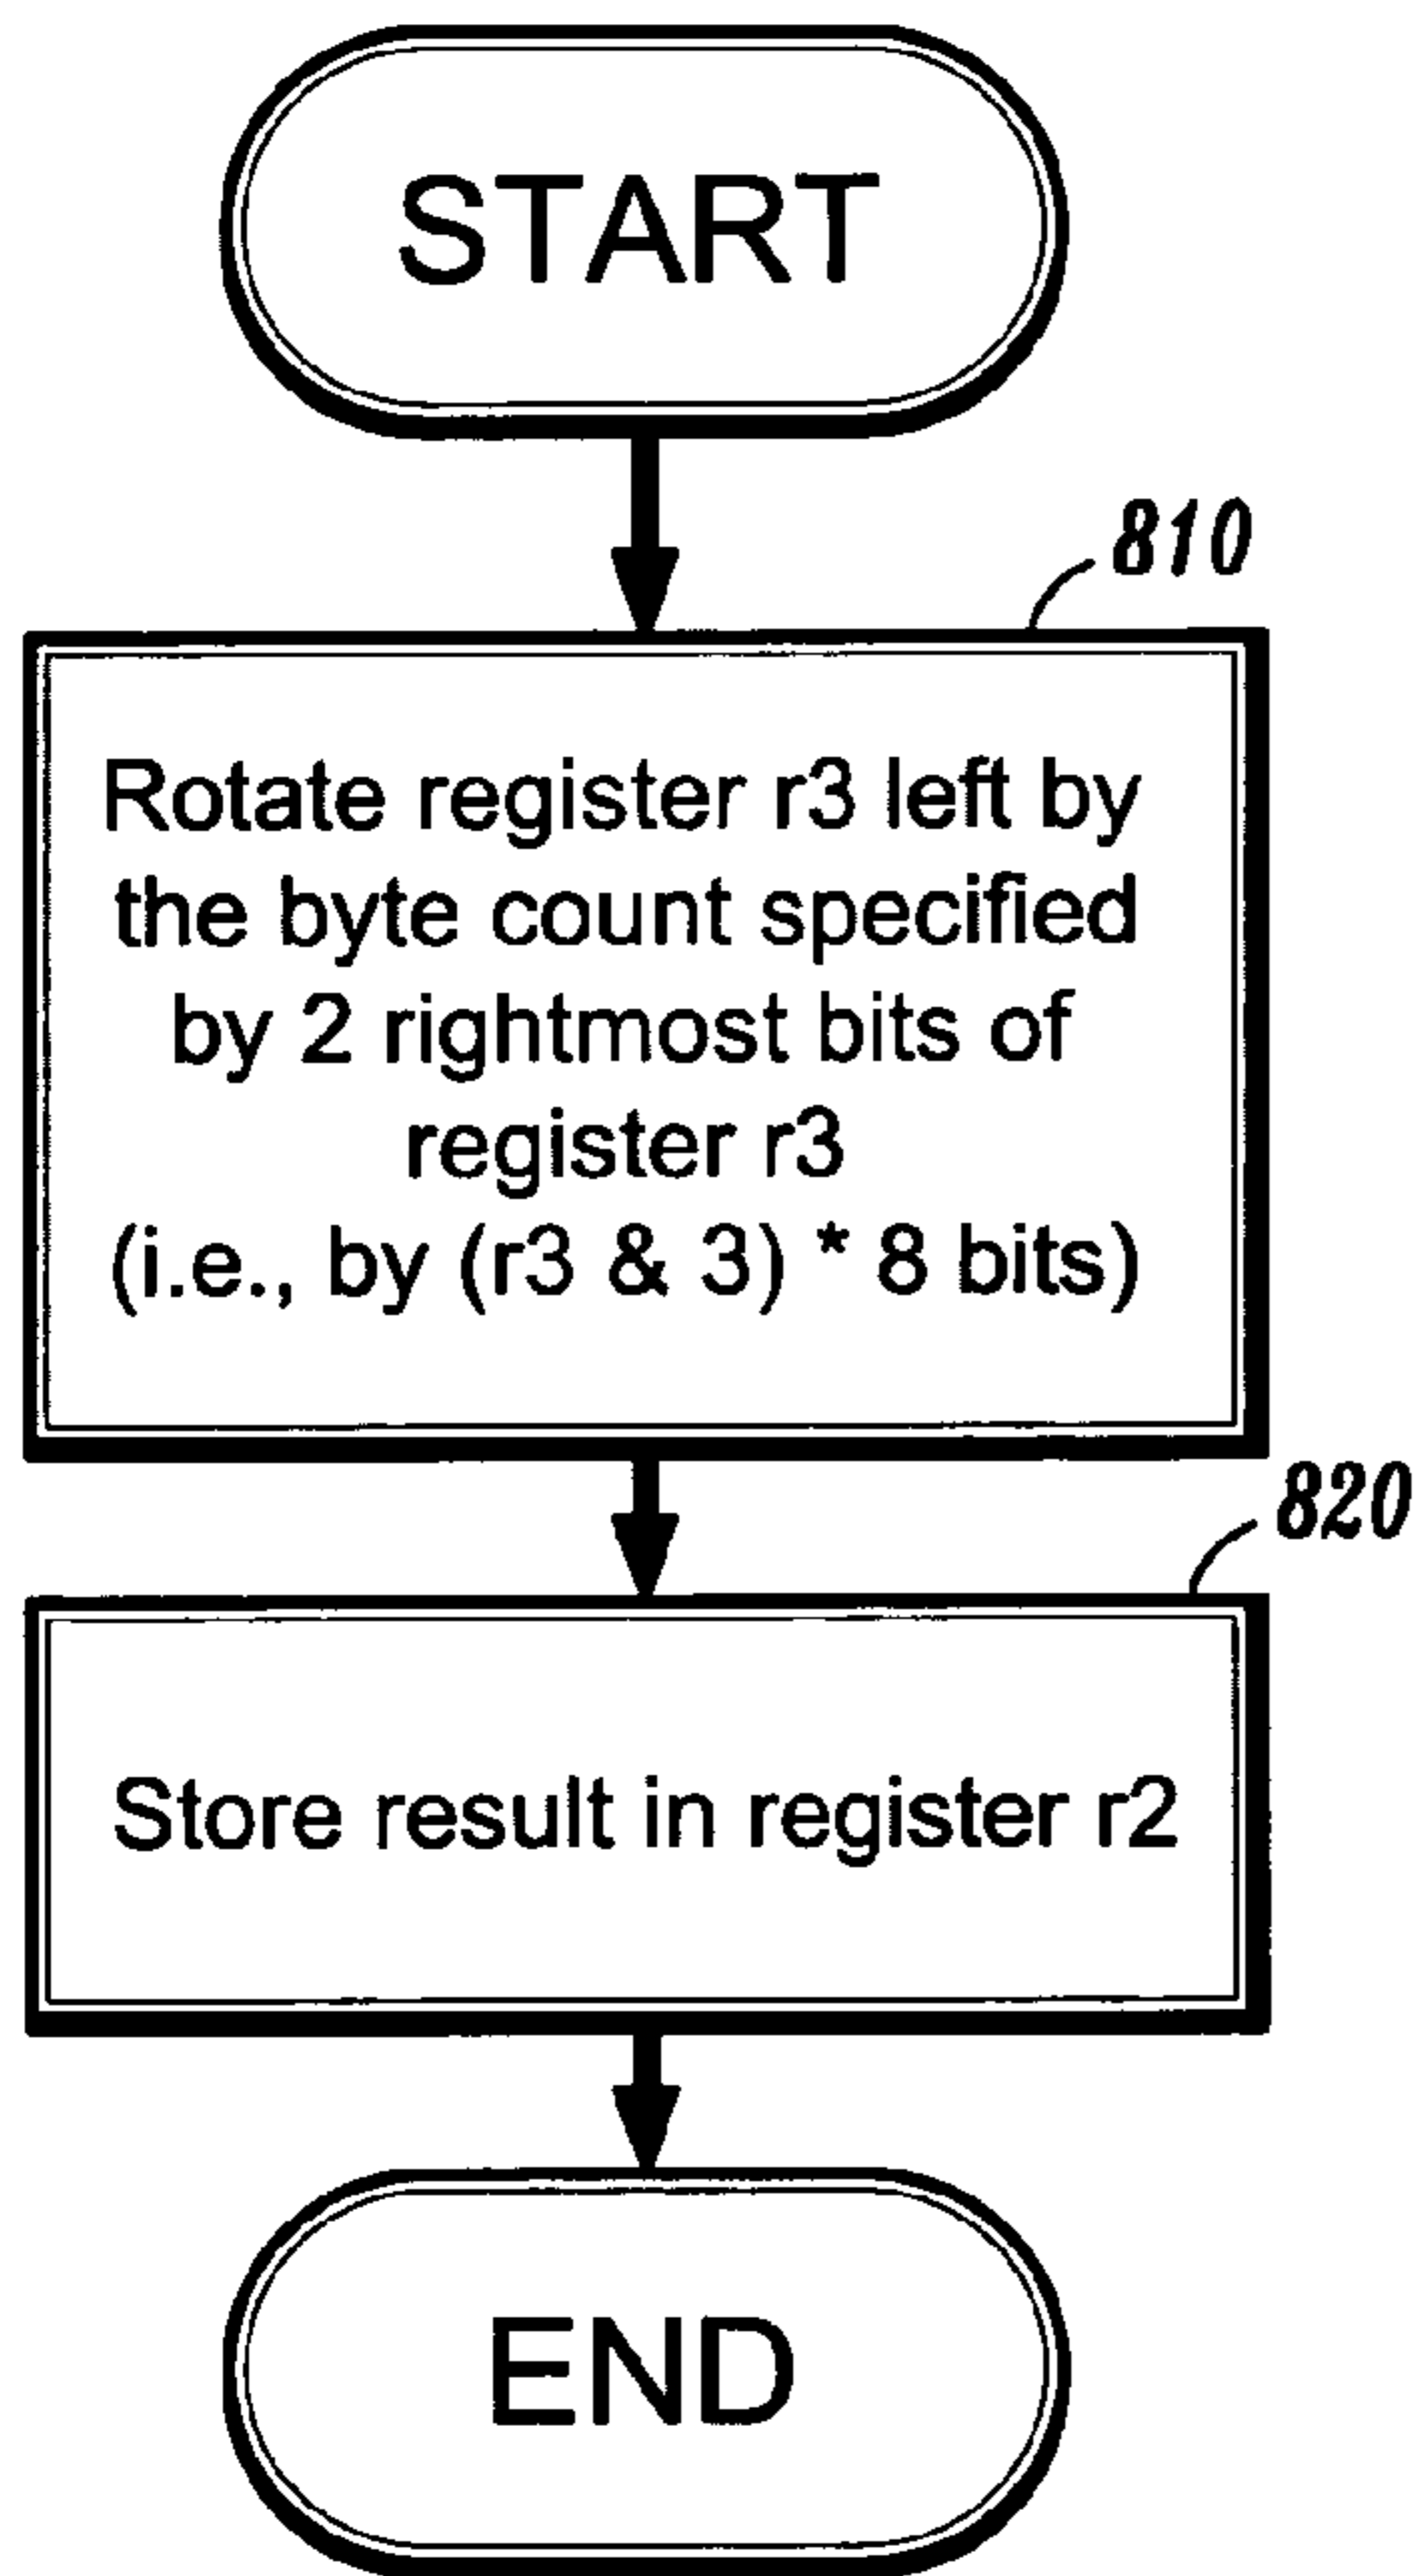 START
810
Rotate register r3 left by
the byte count specified
by 2 rightmost bits of
register r3
(i.e., by (r3 & 3) * 8 bits)
820
Store result in register r2
END